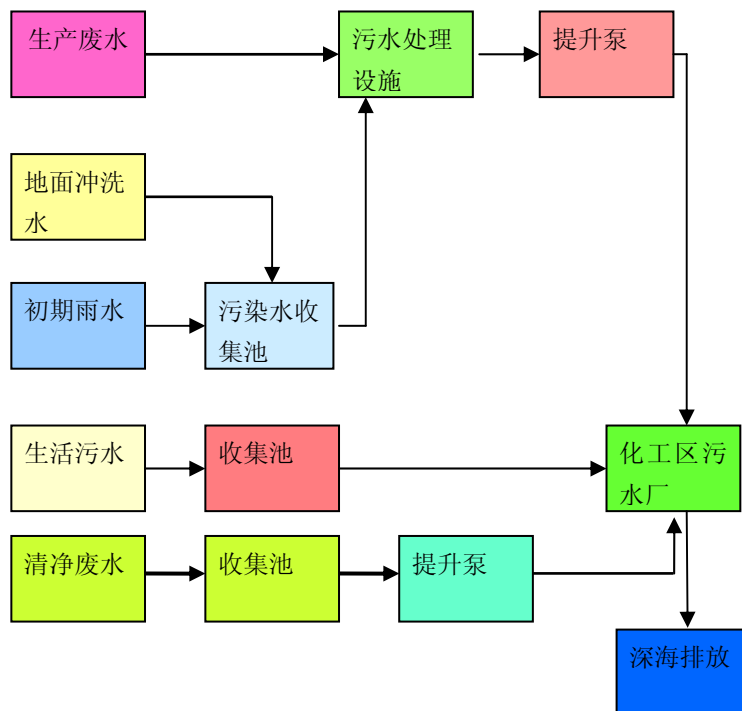 生产废水
污水处理
设施
提升泵
地面冲洗
水
初期雨水
污染水收
集池
生活污水
收集池
化工区污
水厂
清净废水
收集池
提升泵
深海排放